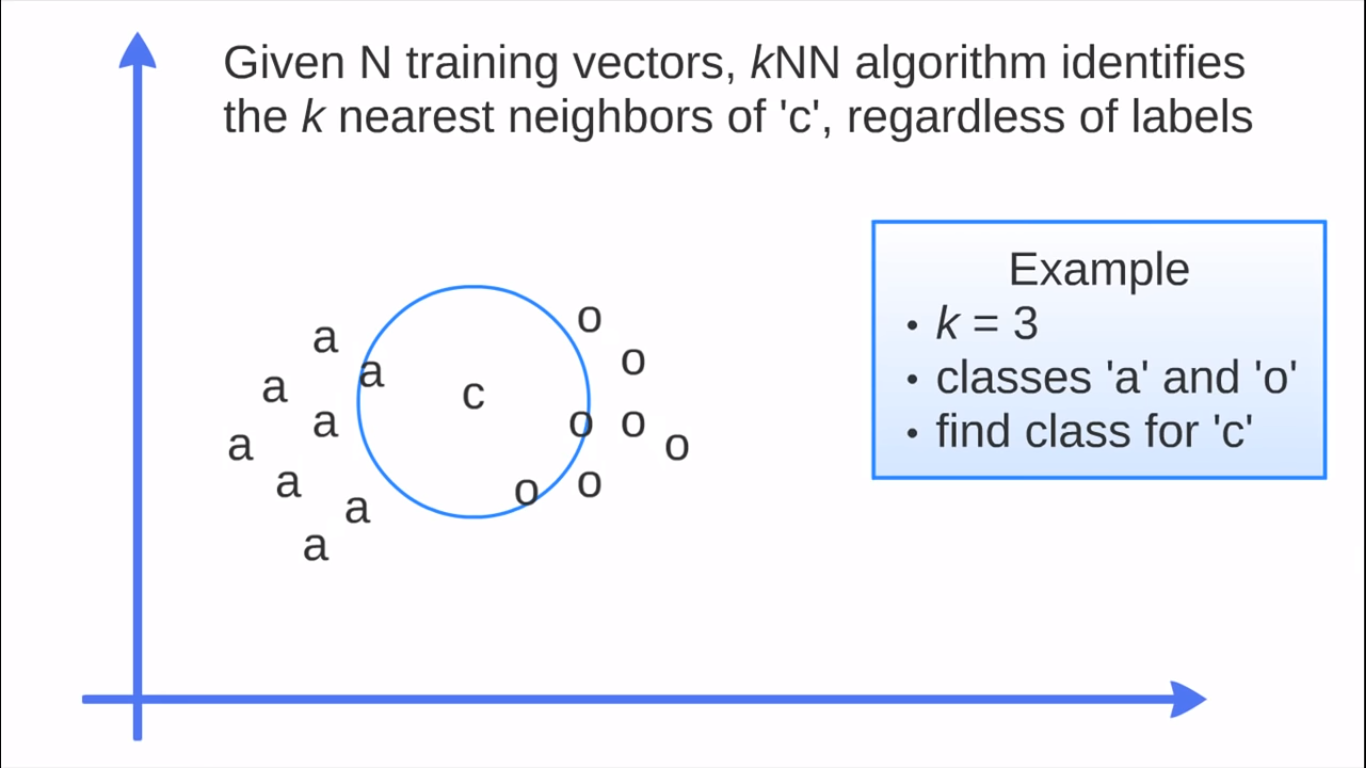 Given N training vectors, kNN algorithm identifies
the k nearest neighbors of 'c', regardless of labels
Example
• k = 3
• classes 'a' and 'o'
• find class for 'c'
o
a
o
a
c
a
a
o
o
a
o
a
o
o
a
a